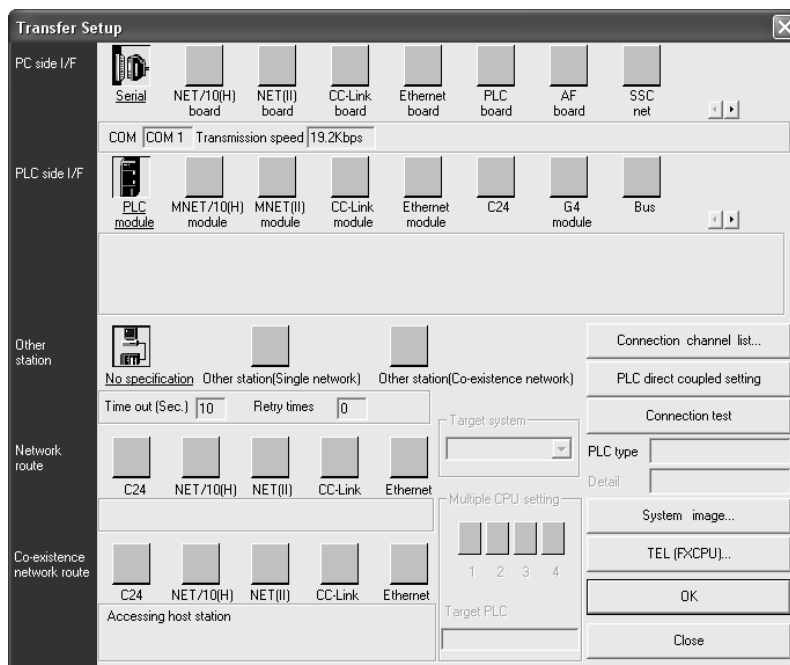 Transfer Setup
PC side I/F
Serial
NET/10(H) board
NET(II) board
CC-Link board
Ethernet board
PLC board
AF board
SSC net
COM COM 1 Transmission speed 19.2Kbps
PLC side I/F
PLC module
MNET/10(H) module
MNET(II) module
CC-Link module
Ethernet module
C24
G4 module
Bus
Other station
No specification Other station(Single network) Other station(Co-existence network)
Time out (Sec.) 10 Retry times 0
Connection channel list...
PLC direct coupled setting
Connection test
Target system
PLC type
Detail
Network route
C24 NET/10(H) NET(II) CC-Link Ethernet
Multiple CPU setting
1 2 3 4
Target PLC
System image...
TEL (FXCPU)...
OK
Close
Co-existence network route
C24 NET/10(H) NET(II) CC-Link Ethernet
Accessing host station